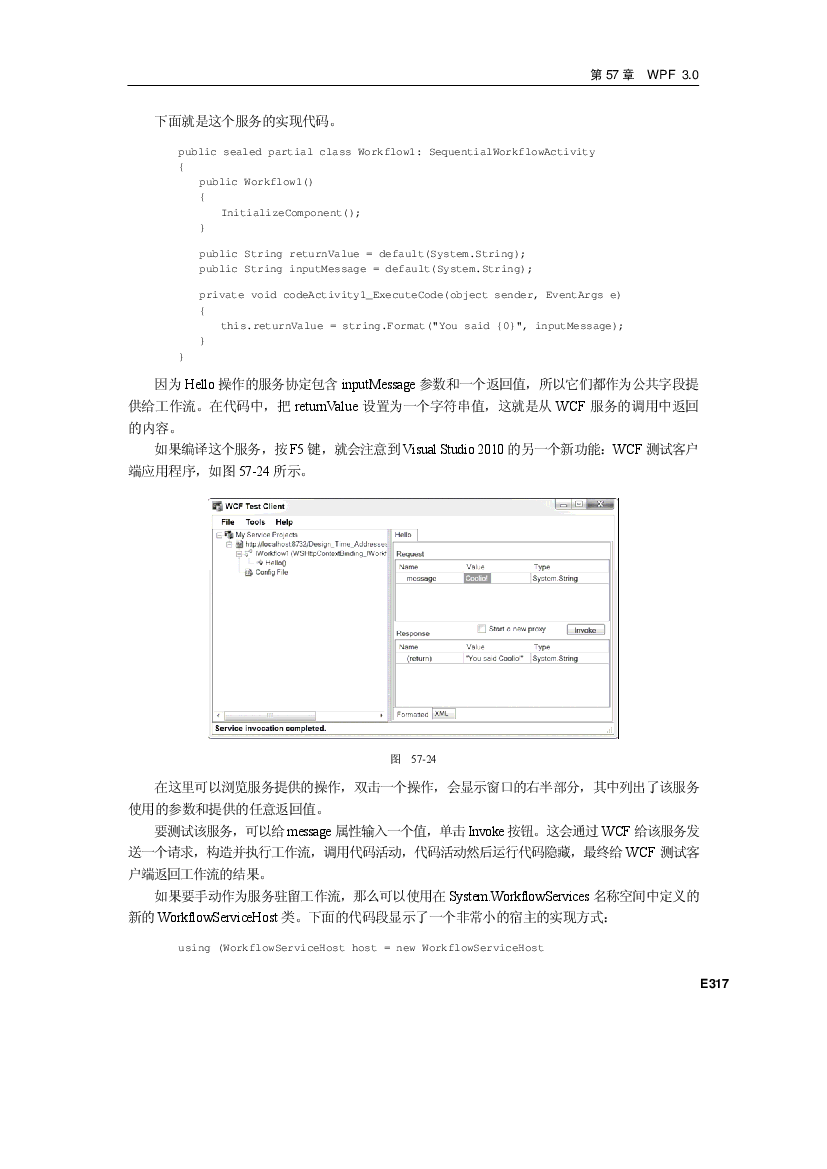 第 57 章 WPF 3.0
下面就是这个服务的实现代码。
public sealed partial class Workflow1: SequentialWorkflowActivity
{
public Workflow1()
{
InitializeComponent();
}
public String returnValue = default(System.String);
public String inputMessage = default(System.String);
private void codeActivity1_ExecuteCode(object sender, EventArgs e)
{
this.returnValue = string.Format("You said {0}", inputMessage);
}
}
因为 Hello 操作的服务协定包含 inputMessage 参数和一个返回值，所以它们都作为公共字段提
供给工作流。在代码中，把 returnValue 设置为一个字符串值，这就是从 WCF 服务的调用中返回
的内容。
如果编译这个服务，按F5 键，就会注意到Visual Studio 2010 的另一个新功能：WCF 测试客户
端应用程序，如图 57-24 所示。
WCF Test Client
File Tools Help
My Service Projects
http://localhost:8732/Design_Time_Addresses
IWorkflow1 (WSHttpContextBinding_IWork
Hello()
Config File
Hello
Request
Name Value Type
message Coolio! System.String
Start a new proxy Invoke
Response
Name Value Type
(return) "You said Coolio!" System.String
Formatted XML
Service invocation completed.
图 57-24
在这里可以浏览服务提供的操作，双击一个操作，会显示窗口的右半部分，其中列出了该服务
使用的参数和提供的任意返回值。
要测试该服务，可以给 message 属性输入一个值，单击 Invoke 按钮。这会通过 WCF 给该服务发
送一个请求，构造并执行工作流，调用代码活动，代码活动然后运行代码隐藏，最终给 WCF 测试客
户端返回工作流的结果。
如果要手动作为服务驻留工作流，那么可以使用在 System.WorkflowServices 名称空间中定义的
新的 WorkflowServiceHost 类。下面的代码段显示了一个非常小的宿主的实现方式：
using (WorkflowServiceHost host = new WorkflowServiceHost
E317